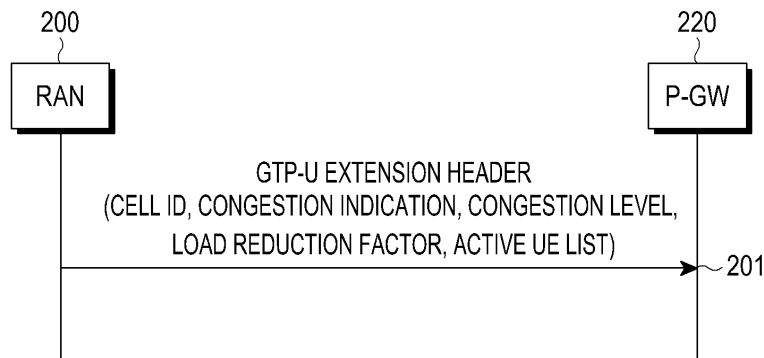 200
220
RAN
P-GW
GTP-U EXTENSION HEADER
(CELL ID, CONGESTION INDICATION, CONGESTION LEVEL,
LOAD REDUCTION FACTOR, ACTIVE UE LIST)
201